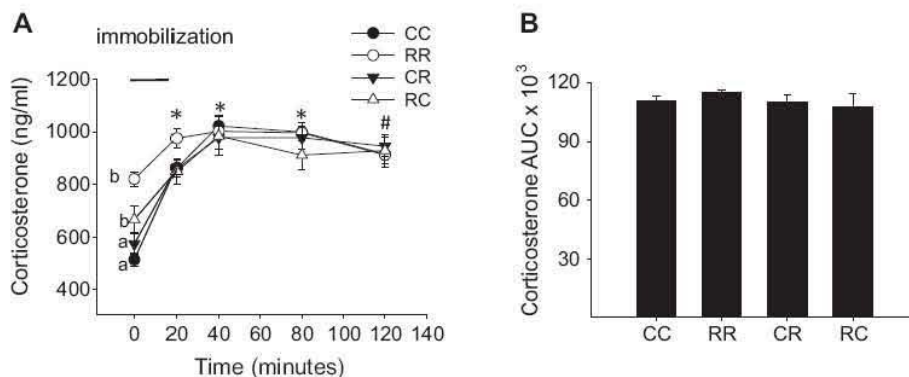 A
immobilization
CC
RR
CR
RC
Corticosterone (ng/ml)
1200
1000
800
600
400
* * * #
b
b
a
a
0 20 40 60 80 100 120 140
Time (minutes)
B
Corticosterone AUC x 10³
120
90
60
30
CC RR CR RC